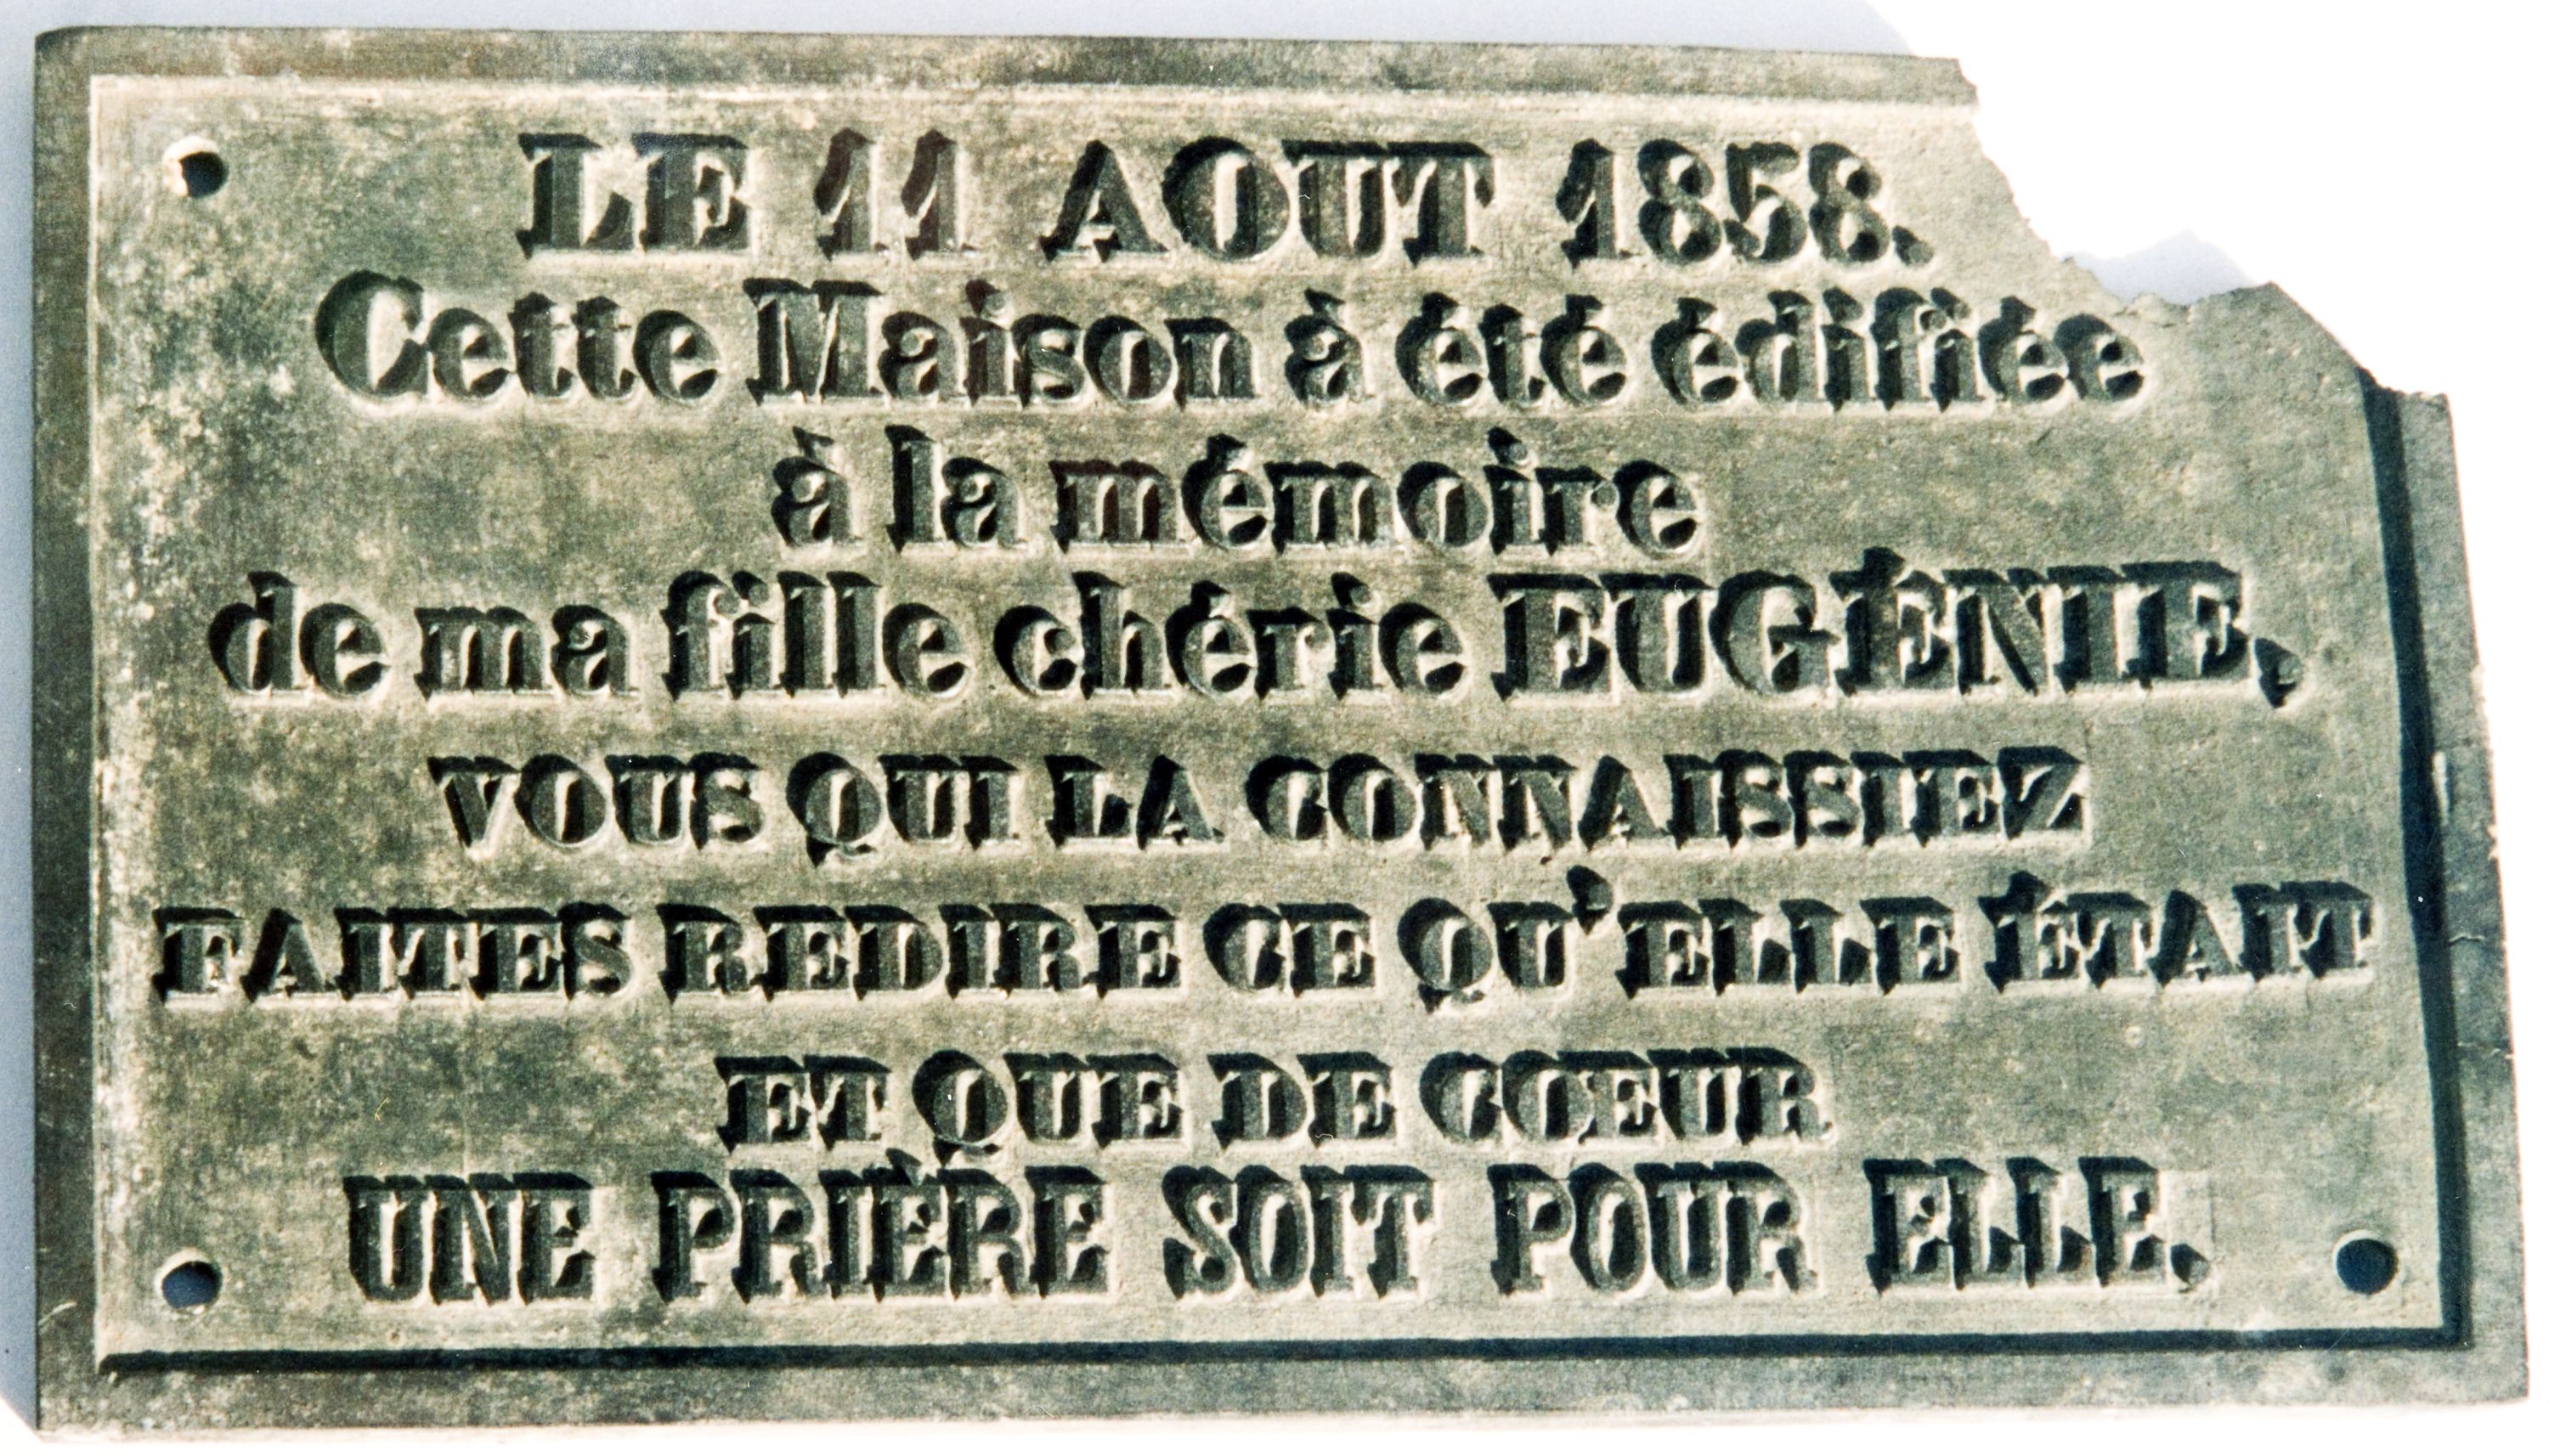 LE 11 AOUT 1858.
Cette Maison à été édifiée
à la mémoire
de ma fille chérie EUGÉNIE,
VOUS QUI LA CONNAISSIEZ
FAITES REDIRE CE QU'ELLE ÉTAIT
ET QUE DE CŒUR
UNE PRIÈRE SOIT POUR ELLE.